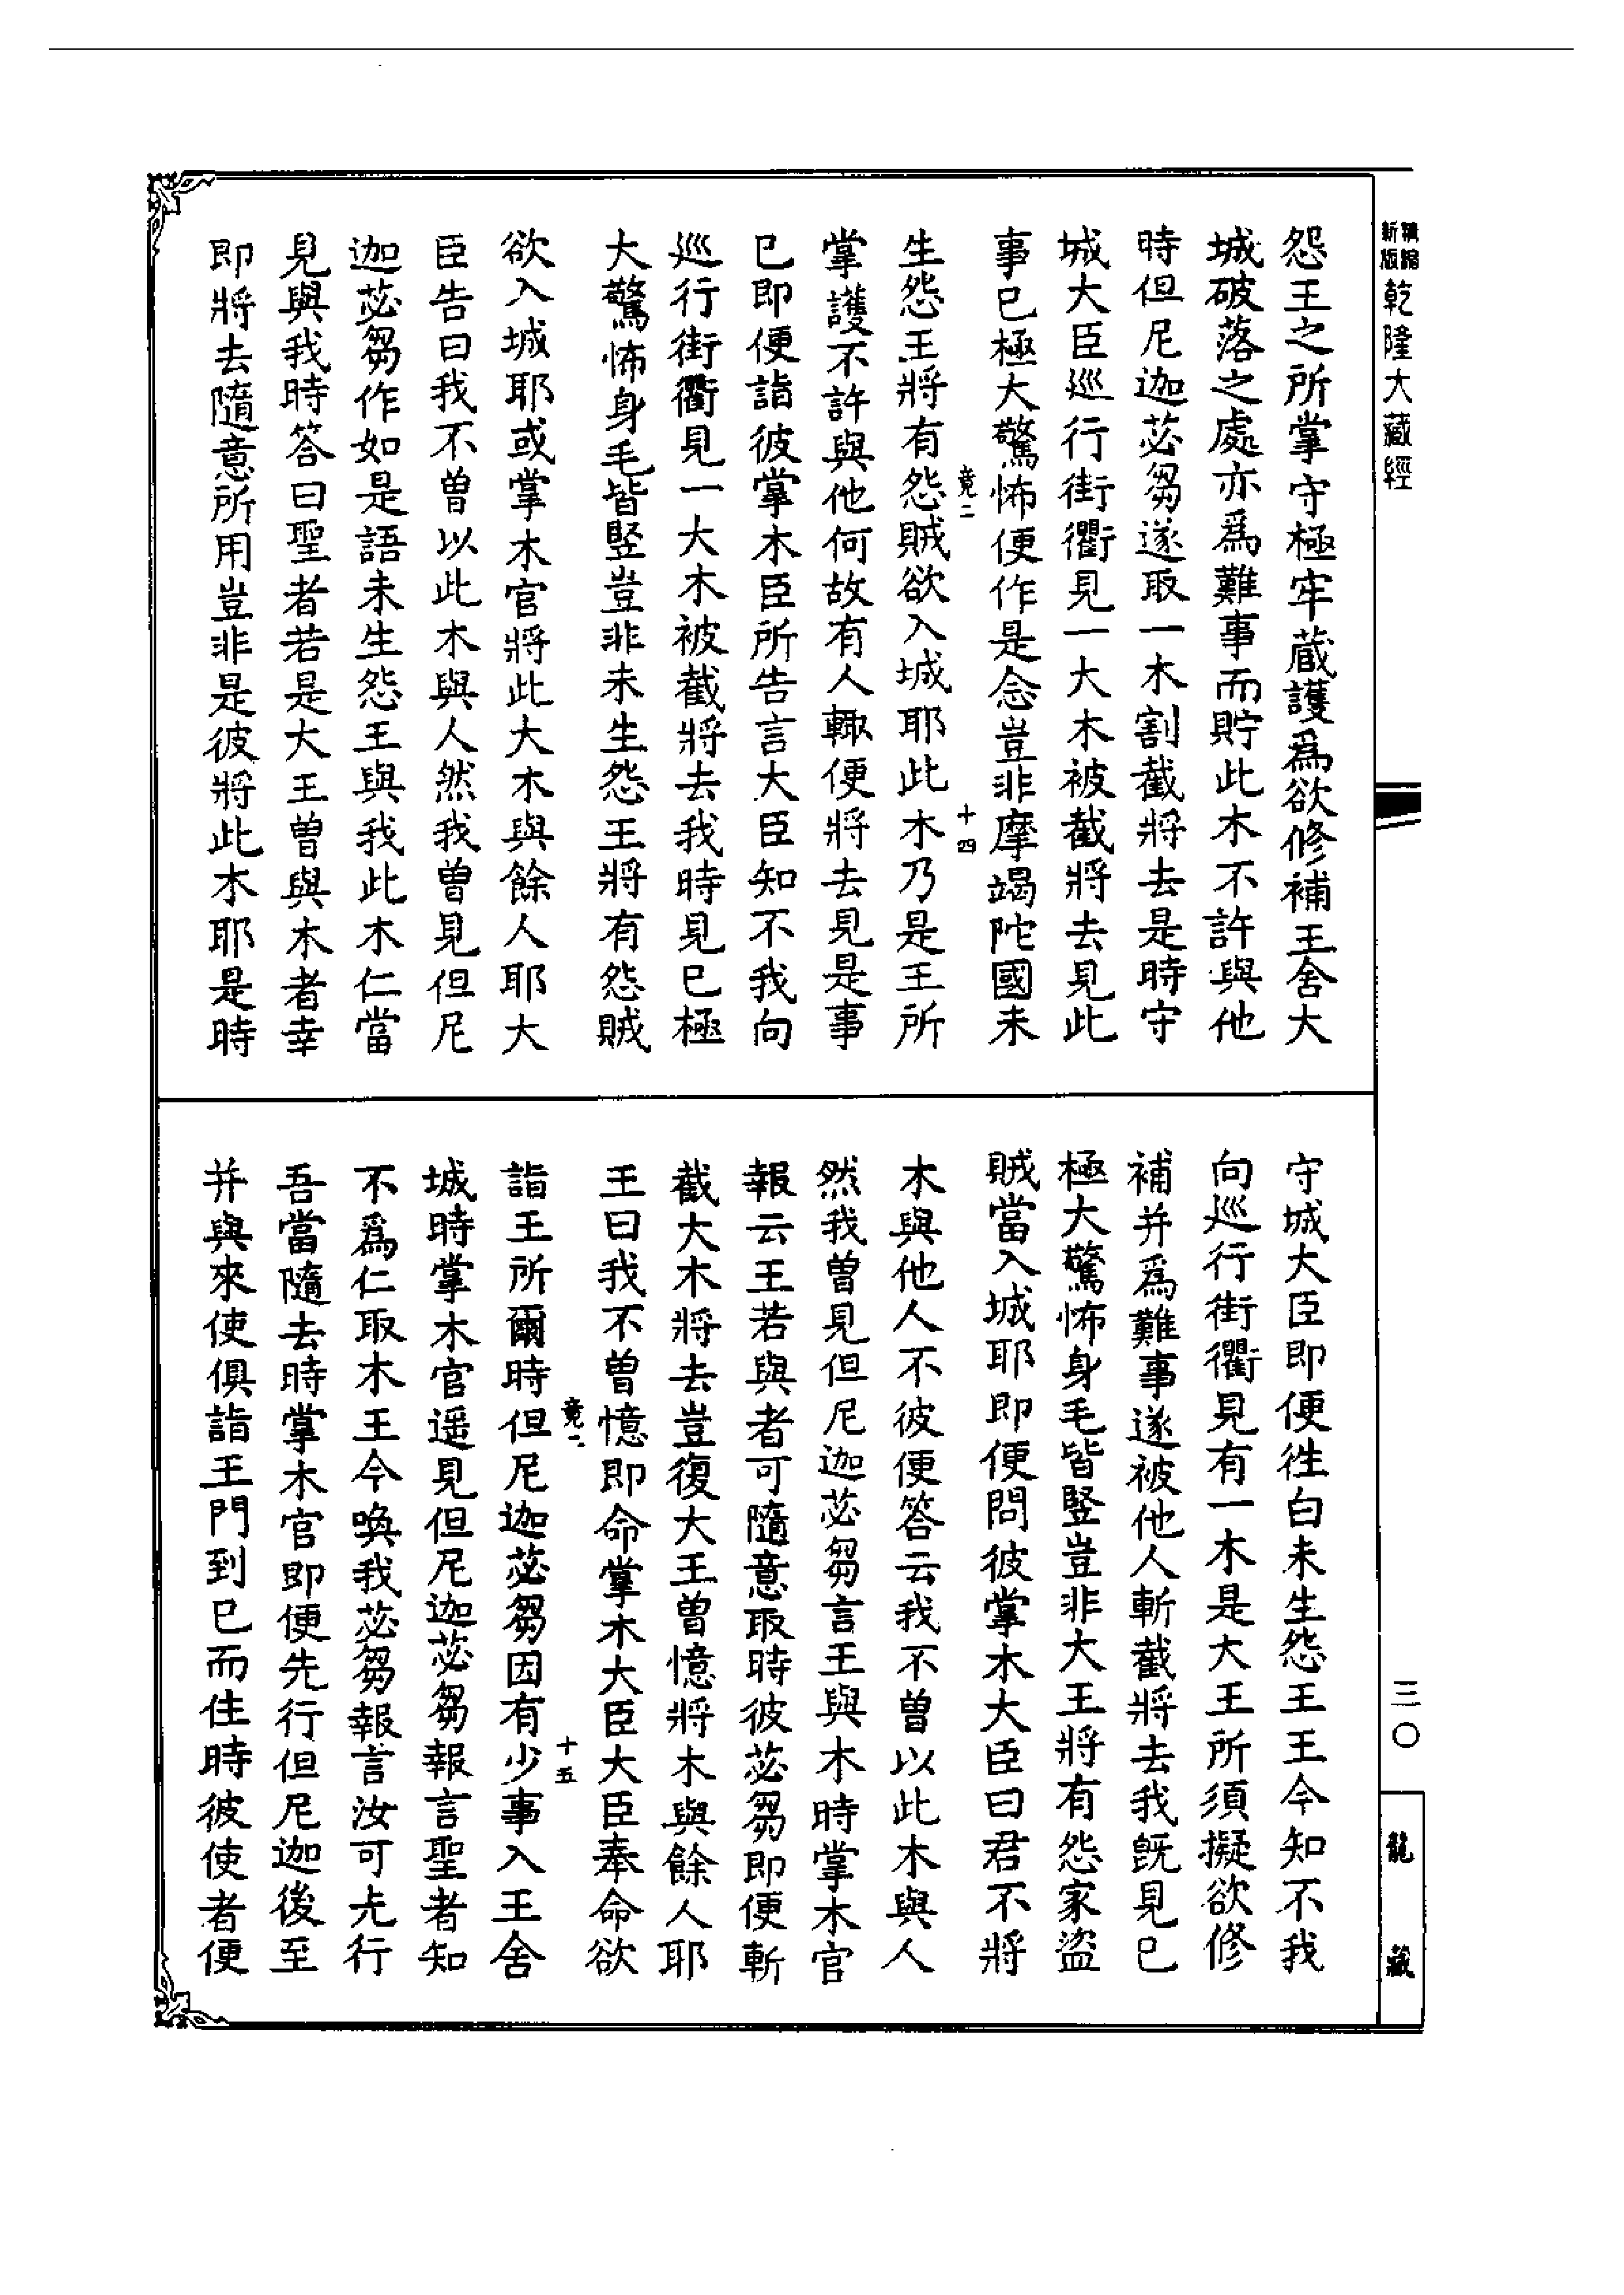 新版精縮乾隆大藏經
三〇
龍藏
怨王之所掌守極牢藏護爲欲修補王舍大
城破落之處亦爲難事而貯此木不許與他
時但尼迦苾芻遂取一木割截將去是時守
城大臣巡行街衢見一大木被截將去見此
事已極大驚怖便作是念豈非摩竭陀國未
竟二
十四
生怨王將有怨賊欲入城耶此木乃是王所
掌護不許與他何故有人輙便將去見是事
已即便詣彼掌木臣所告言大臣知不我向
巡行街衢見一大木被截將去我時見已極
大驚怖身毛皆竪豈非未生怨王將有怨賊
欲入城耶或掌木官將此大木與餘人耶大
臣告曰我不曾以此木與人然我曾見但尼
迦苾芻作如是語未生怨王與我此木仁當
見與我時答曰聖者若是大王曾與木者幸
即將去隨意所用豈非是彼將此木耶是時
守城大臣即便往白未生怨王王今知不我
向巡行街衢見有一木是大王所須擬欲修
補并爲難事遂被他人斬截將去我旣見已
極大驚怖身毛皆竪豈非大王將有怨家盜
賊當入城耶即便問彼掌木大臣曰君不將
木與他人不彼便答云我不曾以此木與人
然我曾見但尼迦苾芻言王與木時掌木官
報云王若與者可隨意取時彼苾芻即便斬
截大木將去豈復大王曾憶將木與餘人耶
王曰我不曾憶即命掌木大臣大臣奉命欲
竟二
十五
詣王所爾時但尼迦苾芻因有少事入王舍
城時掌木官遥見但尼迦苾芻報言聖者知
不爲仁取木王今喚我苾芻報言汝可先行
吾當隨去時掌木官即便先行但尼迦後至
并與來使俱詣王門到已而住時彼使者便